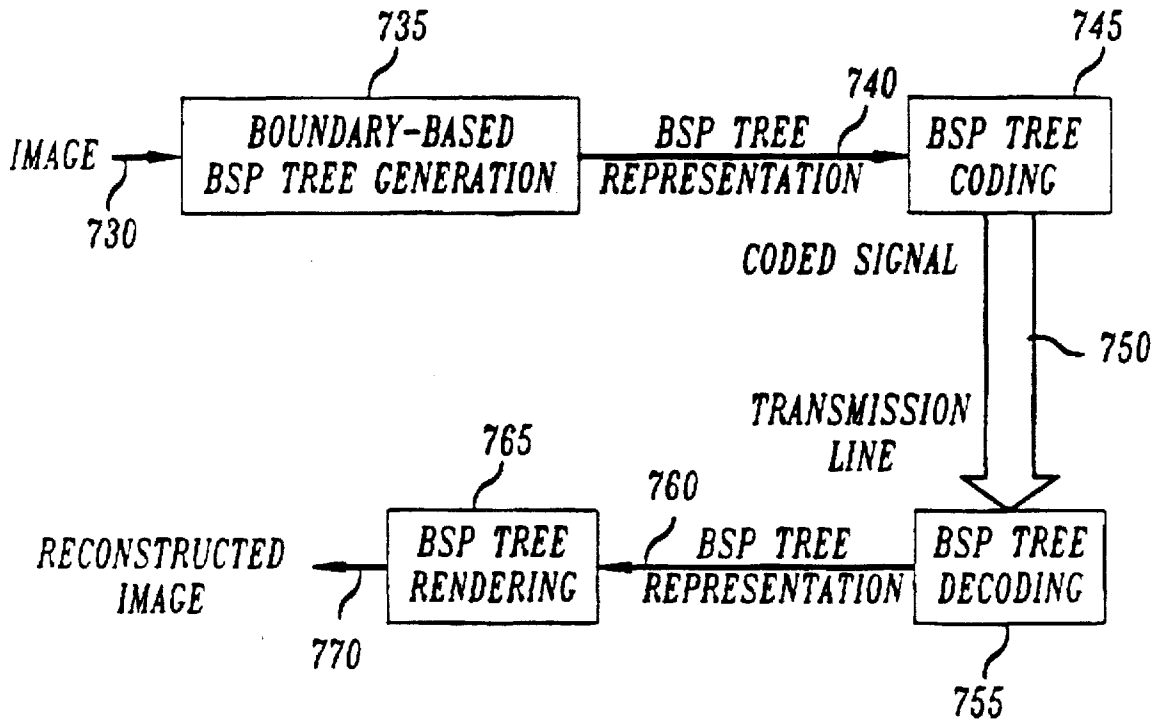 735
745
740
IMAGE
BOUNDARY-BASED
BSP TREE GENERATION
BSP TREE
REPRESENTATION
BSP TREE
CODING
730
CODED SIGNAL
750
TRANSMISSION
LINE
765
760
RECONSTRUCTED
IMAGE
BSP TREE
RENDERING
BSP TREE
REPRESENTATION
BSP TREE
DECODING
770
755